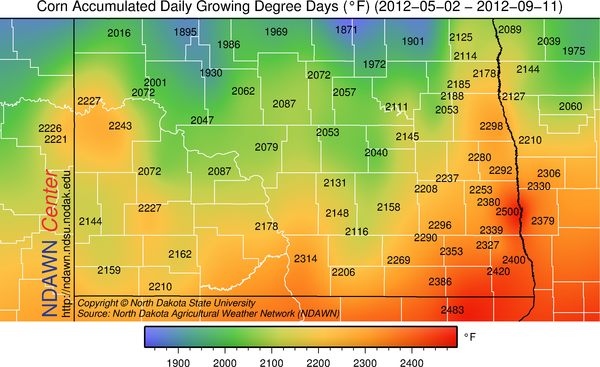 Corn Accumulated Daily Growing Degree Days (°F) (2012−05−02 − 2012−09−11)
2016 1895 1986 1969 1871 1901 2125 2089 2039 1975
1930 1972 2114 2144
2001 2072 2062 2072 2057 2185 2178
2227 2087 2111 2188 2127 2060
2047 2053
2226 2243 2053 2145 2298 2210
2221 2079 2040 2280
2072 2087 2237 2292 2306
2131 2208 2253 2330
2227 2148 2158 2380 2500
2144 2178 2116 2296 2339 2379
2290 2327
2162 2314 2269 2353 2400
2159 2206 2420
2210 2386
2483
NDAWN Center
http://ndawn.ndsu.nodak.edu
Copyright © North Dakota State University
Source: North Dakota Agricultural Weather Network (NDAWN)
°F
1900 2000 2100 2200 2300 2400